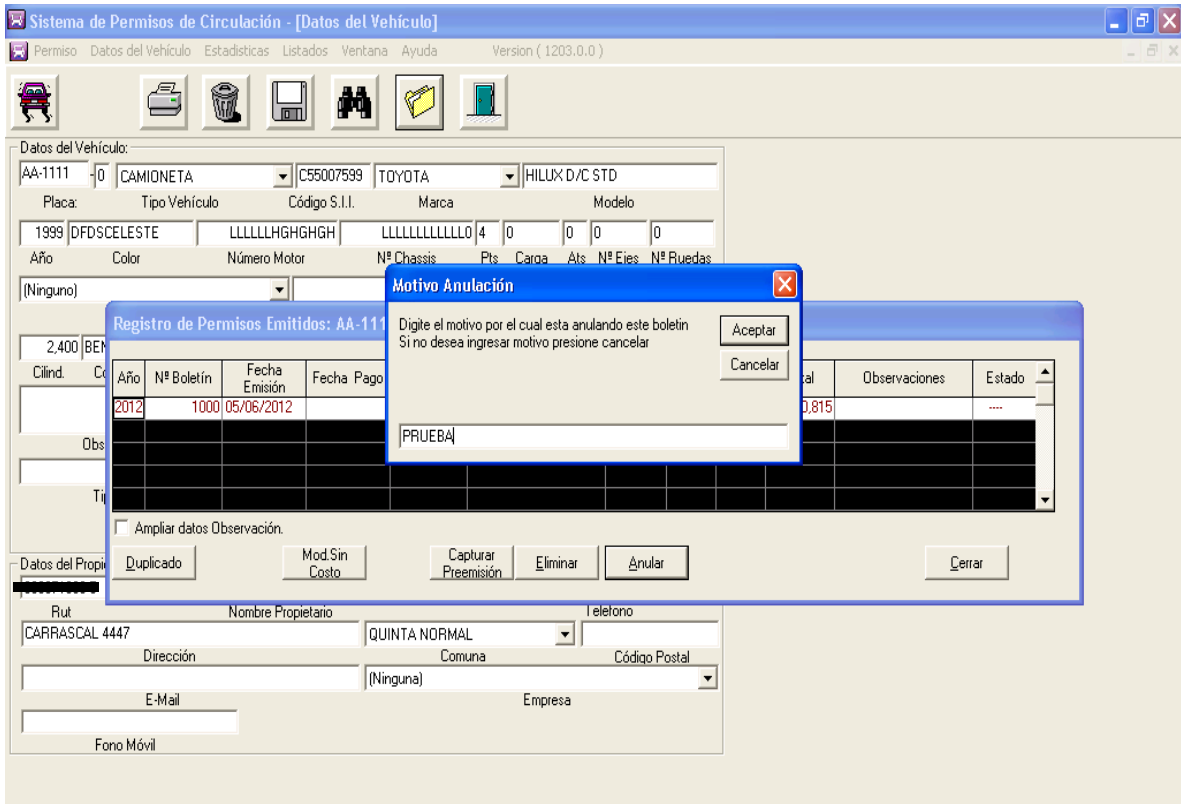 Sistema de Permisos de Circulación - [Datos del Vehículo]
Permiso Datos del Vehículo Estadisticas Listados Ventana Ayuda Version ( 1203.0.0 )
Datos del Vehículo:
AA-1111 -0 CAMIONETA C55007599 TOYOTA HILUX D/C STD
Placa: Tipo Vehículo Código S.I.I. Marca Modelo
1999 DFDSCELESTE LLLLLLHGHGHGH LLLLLLLLLLLL0 4 0 0 0 0
Año Color Número Motor Nº Chassis Pts Carga Ats Nº Ejes Nº Ruedas
(Ninguno)
Motivo Anulación
Digite el motivo por el cual esta anulando este boletin
Si no desea ingresar motivo presione cancelar
Aceptar
Cancelar
PRUEBA
Registro de Permisos Emitidos: AA-111
2,400 BEN
Cilind. Co
Año Nº Boletín Fecha Emisión Fecha Pago al Observaciones Estado
2012 1000 05/06/2012 0,815 ----
Obs
Ti
Ampliar datos Observación.
Duplicado Mod.Sin Costo Capturar Preemisión Eliminar Anular Cerrar
Datos del Propi
Rut Nombre Propietario Telefono
CARRASCAL 4447 QUINTA NORMAL
Dirección Comuna Código Postal
(Ninguna)
E-Mail Empresa
Fono Móvil